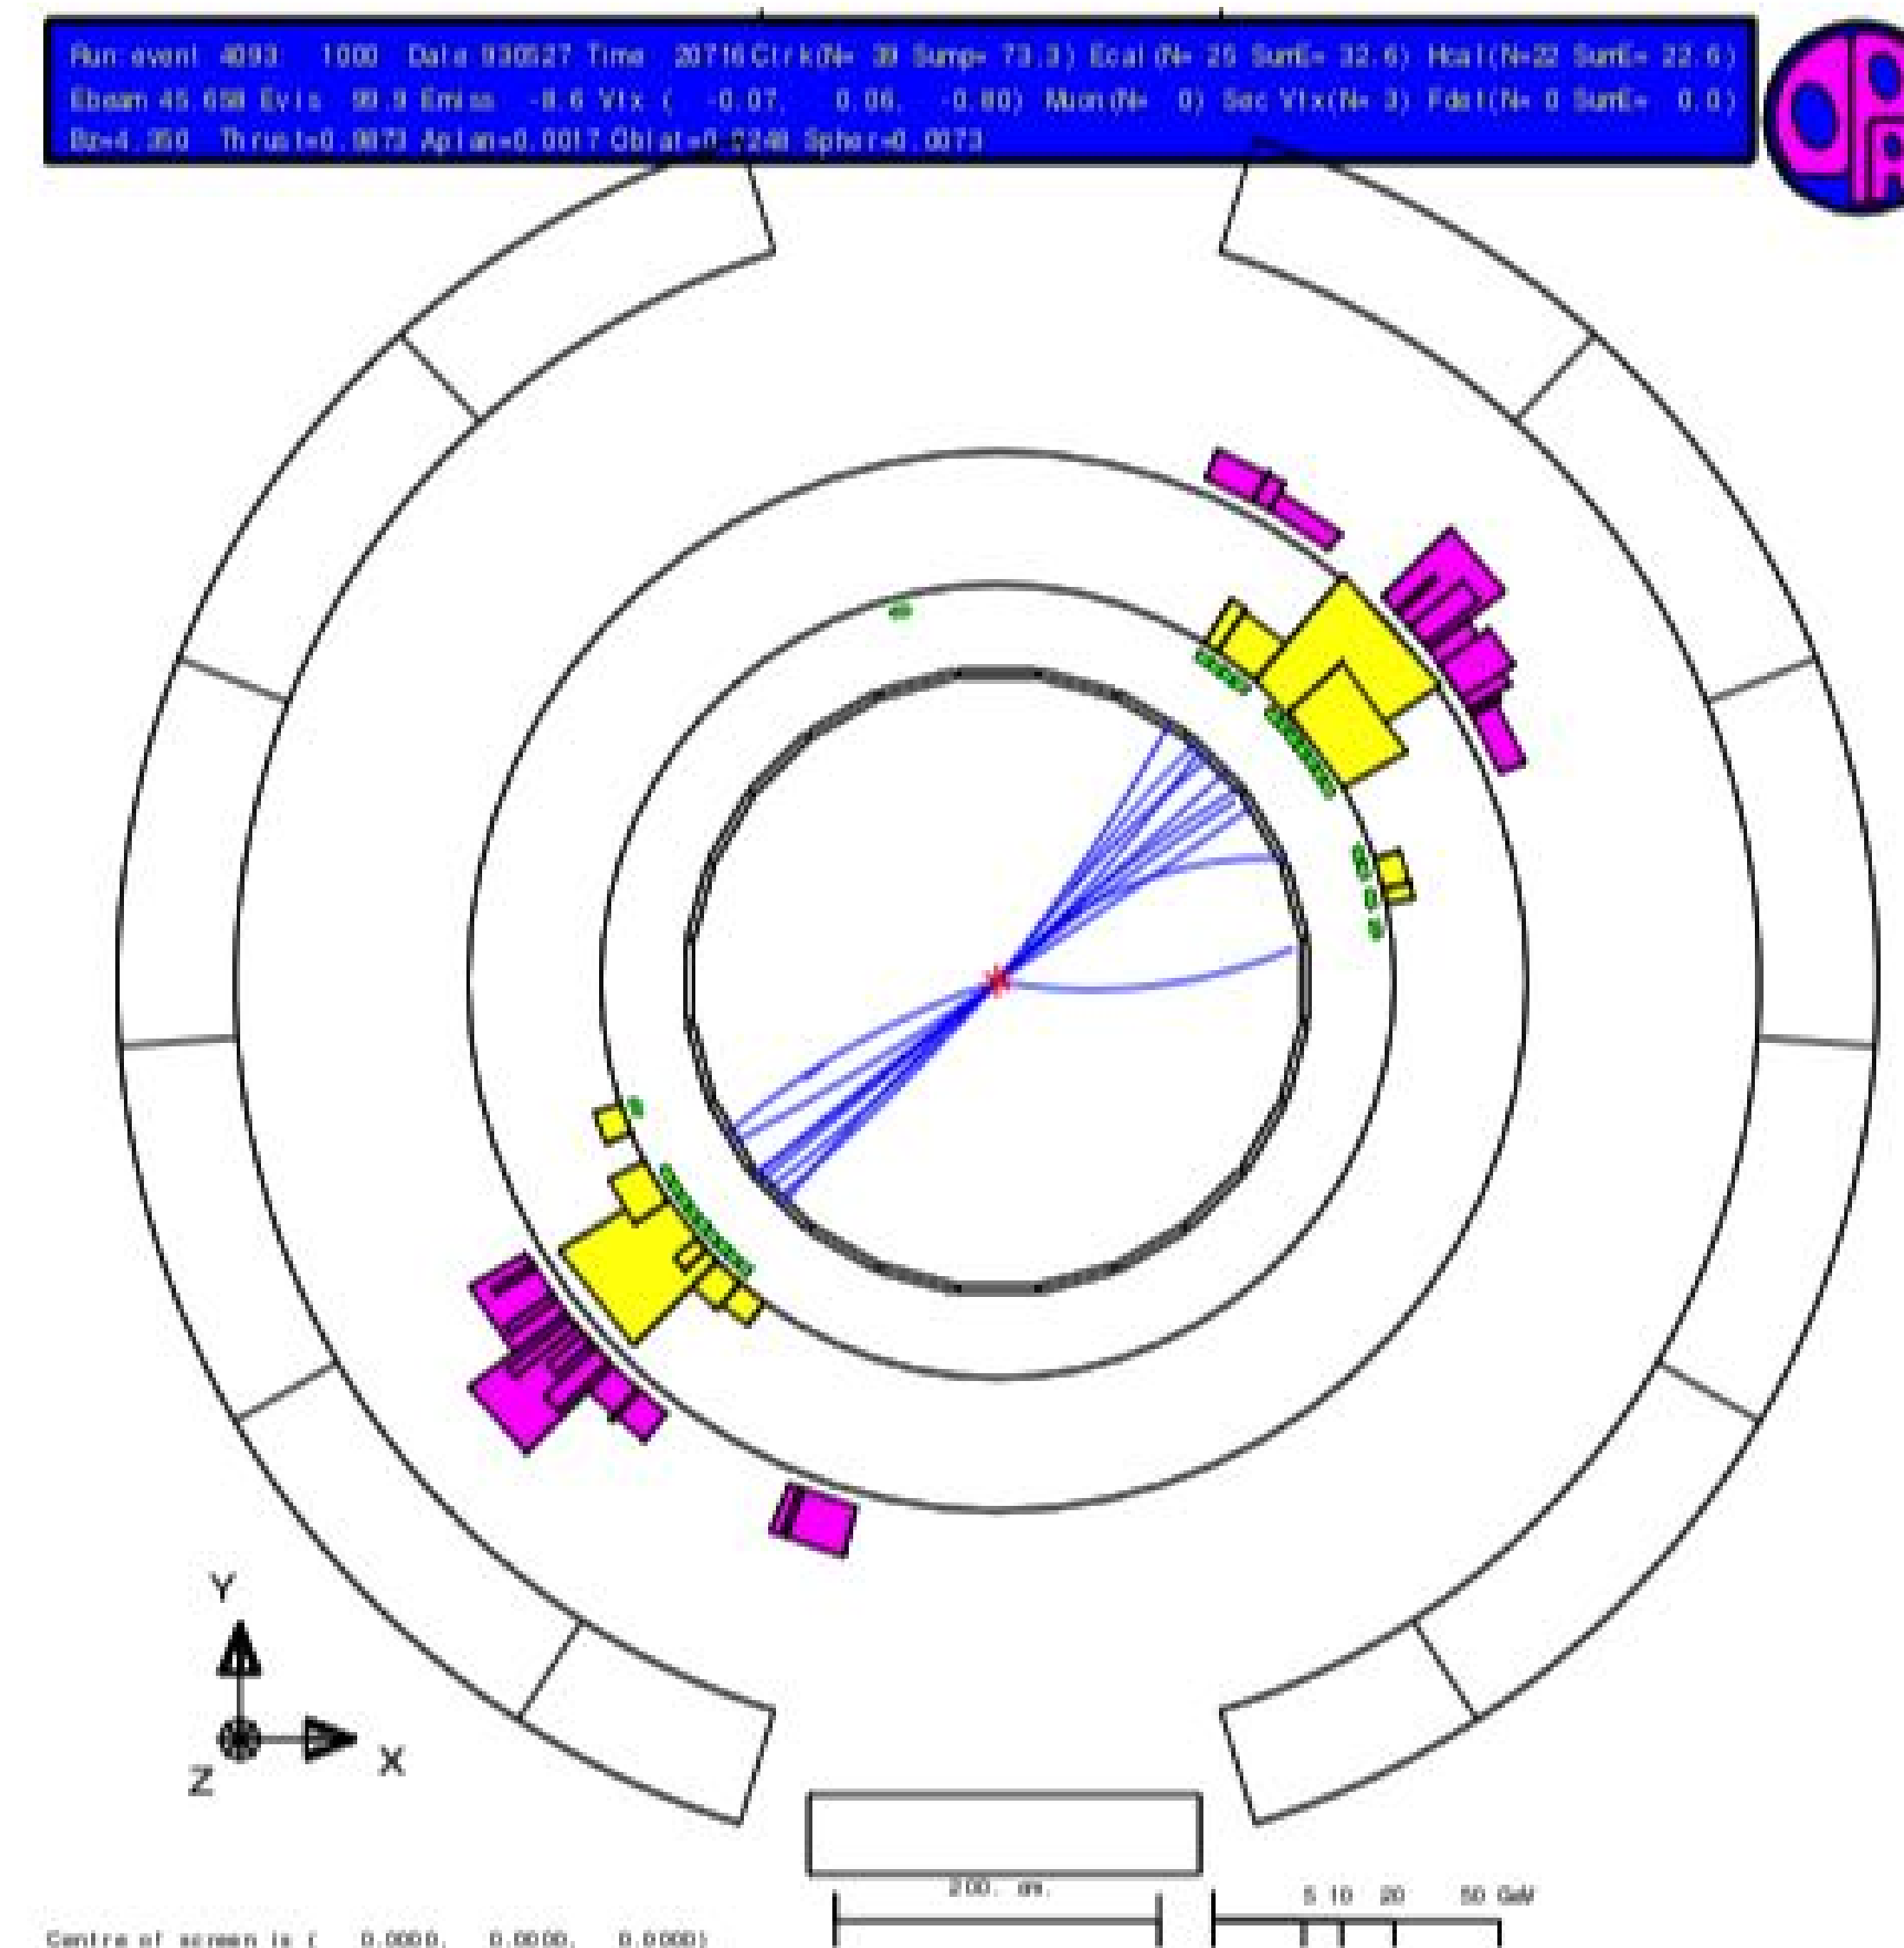 Run event 4093: 1000 Date 930527 Time 20716 Ctrk(N= 39 Sump= 73.3) Ecal(N= 25 SumE= 32.6) Hcal(N=22 SumE= 22.6)
Ebeam 45.658 Evis 99.9 Emiss -8.6 Vtx ( -0.07, 0.06, -0.80) Muon(N= 0) Sec Vtx(N= 3) Fdet(N= 0 SumE= 0.0)
Bz=4.350 Thrust=0.9873 Aplan=0.0017 Oblat=0.0248 Spher=0.0073
Y
X
Z
200. cm.
5 10 20 50 GeV
Centre of screen is ( 0.0000, 0.0000, 0.0000)